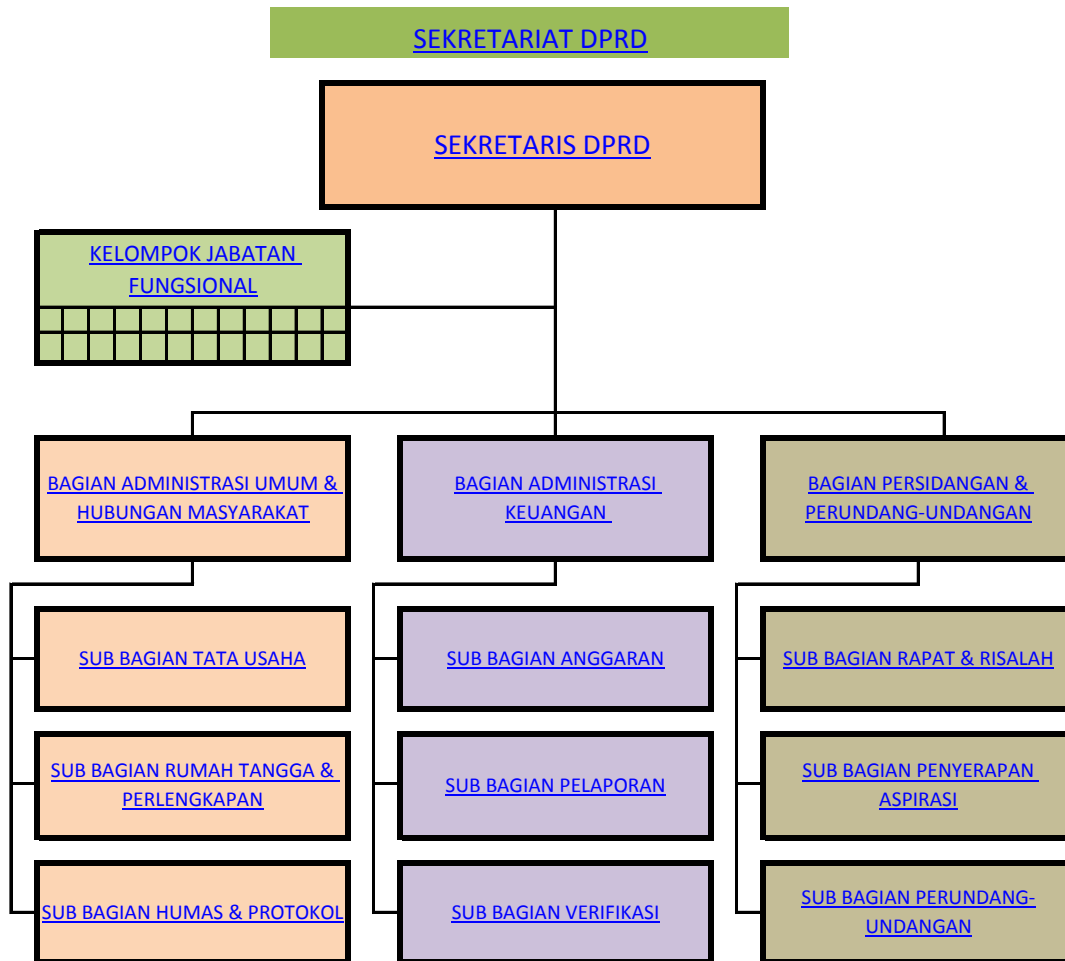 SEKRETARIAT DPRD
SEKRETARIS DPRD
KELOMPOK JABATAN
FUNGSIONAL
BAGIAN ADMINISTRASI UMUM &
HUBUNGAN MASYARAKAT
BAGIAN ADMINISTRASI
KEUANGAN
BAGIAN PERSIDANGAN &
PERUNDANG-UNDANGAN
SUB BAGIAN TATA USAHA
SUB BAGIAN ANGGARAN
SUB BAGIAN RAPAT & RISALAH
SUB BAGIAN RUMAH TANGGA &
PERLENGKAPAN
SUB BAGIAN PELAPORAN
SUB BAGIAN PENYERAPAN
ASPIRASI
SUB BAGIAN HUMAS & PROTOKOL
SUB BAGIAN VERIFIKASI
SUB BAGIAN PERUNDANG-
UNDANGAN